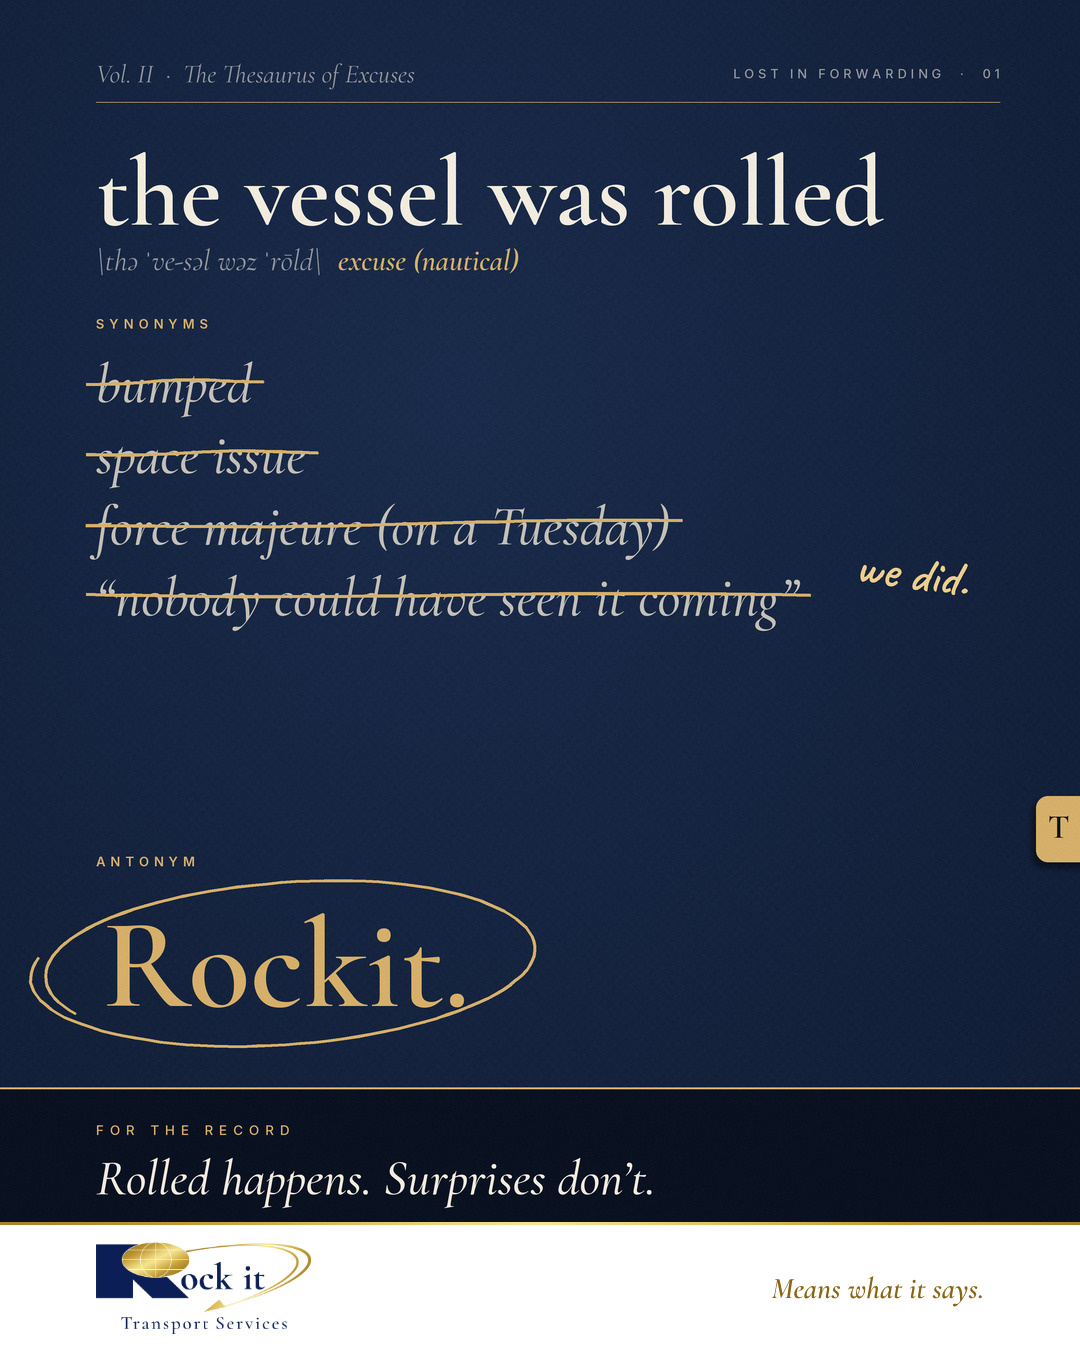 Vol. II · The Thesaurus of Excuses
LOST IN FORWARDING · 01
the vessel was rolled
\thə ˈve-səl wəz ˈrōld\ excuse (nautical)
SYNONYMS
bumped
space issue
force majeure (on a Tuesday)
“nobody could have seen it coming”
we did.
T
ANTONYM
Rockit.
FOR THE RECORD
Rolled happens. Surprises don’t.
Rock it
Transport Services
Means what it says.